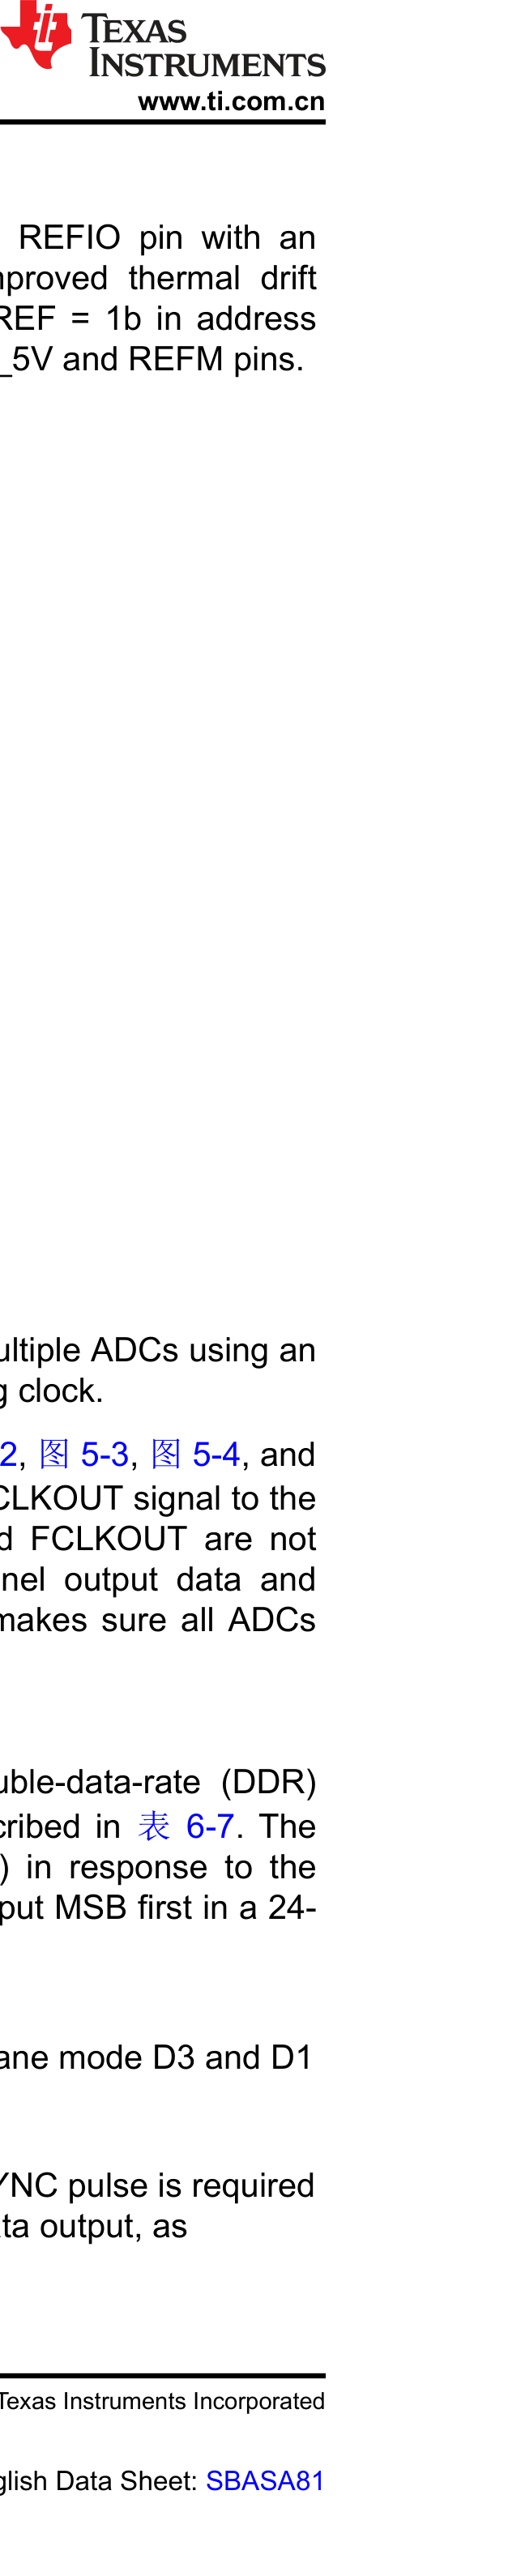 TEXAS
INSTRUMENTS
www.ti.com.cn
REFIO pin with an
proved thermal drift
REF = 1b in address
_5V and REFM pins.
ultiple ADCs using an
g clock.
2, 图 5-3, 图 5-4, and
CLKOUT signal to the
d FCLKOUT are not
nel output data and
makes sure all ADCs
uble-data-rate (DDR)
cribed in 表 6-7. The
) in response to the
put MSB first in a 24-
ane mode D3 and D1
YNC pulse is required
ta output, as
Texas Instruments Incorporated
glish Data Sheet: SBASA81